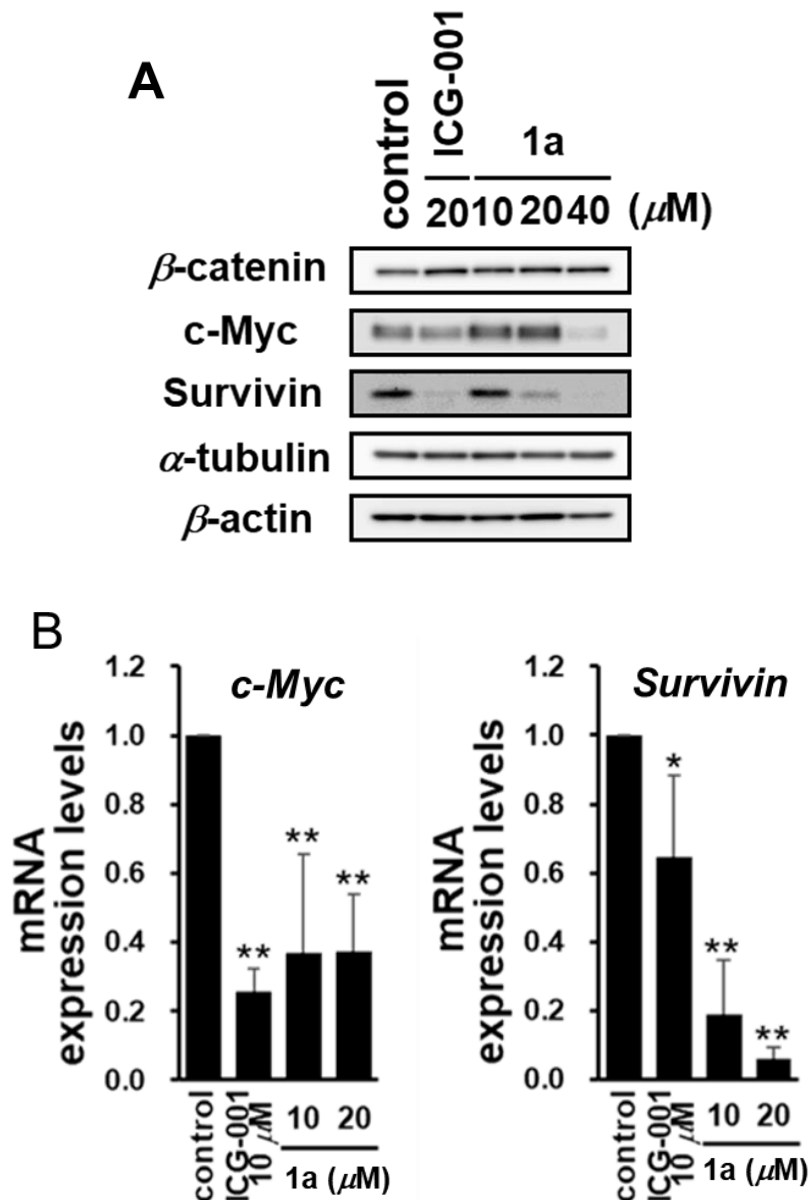 A
control
ICG-001
1a
20 10 20 40 (μM)
β-catenin
c-Myc
Survivin
α-tubulin
β-actin
B
mRNA
expression levels
1.2
1.0
0.8
0.6
0.4
0.2
0.0
c-Myc
**
**
**
control
ICG-001
10 μM
10
20
1a (μM)
mRNA
expression levels
1.2
1.0
0.8
0.6
0.4
0.2
0.0
Survivin
*
**
**
control
ICG-001
10 μM
10
20
1a (μM)